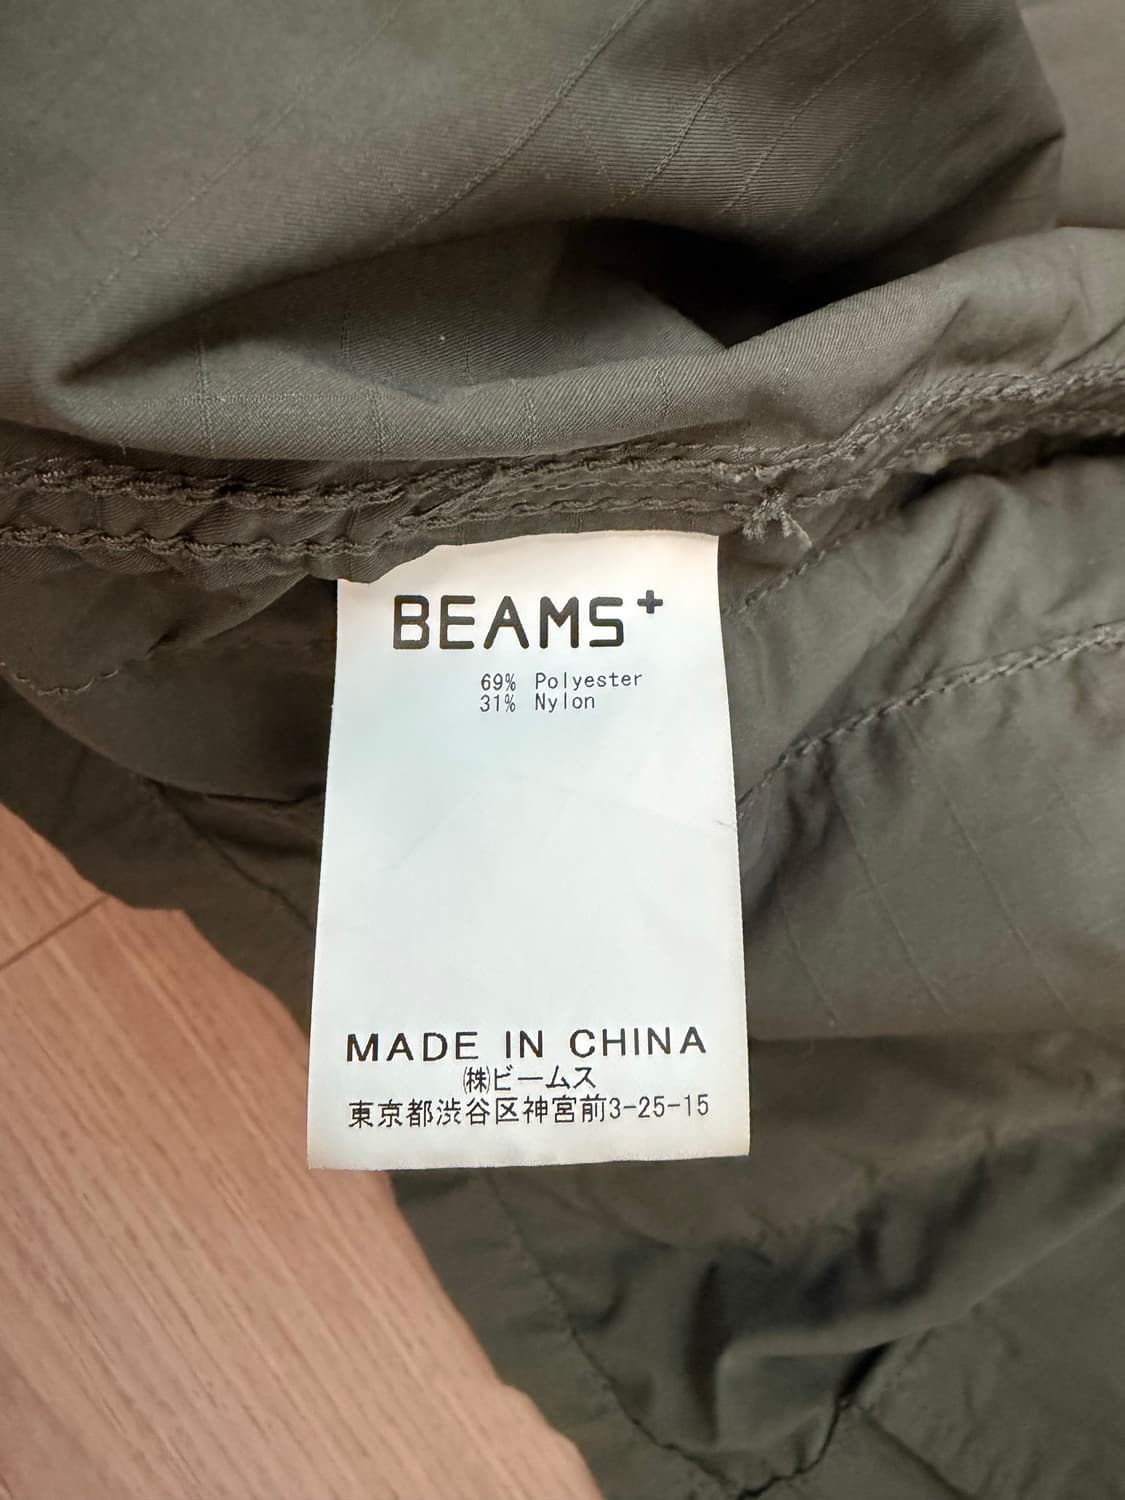 BEAMS+
69% Polyester
31% Nylon
MADE IN CHINA
㈱ビームス
東京都渋谷区神宮前3-25-15